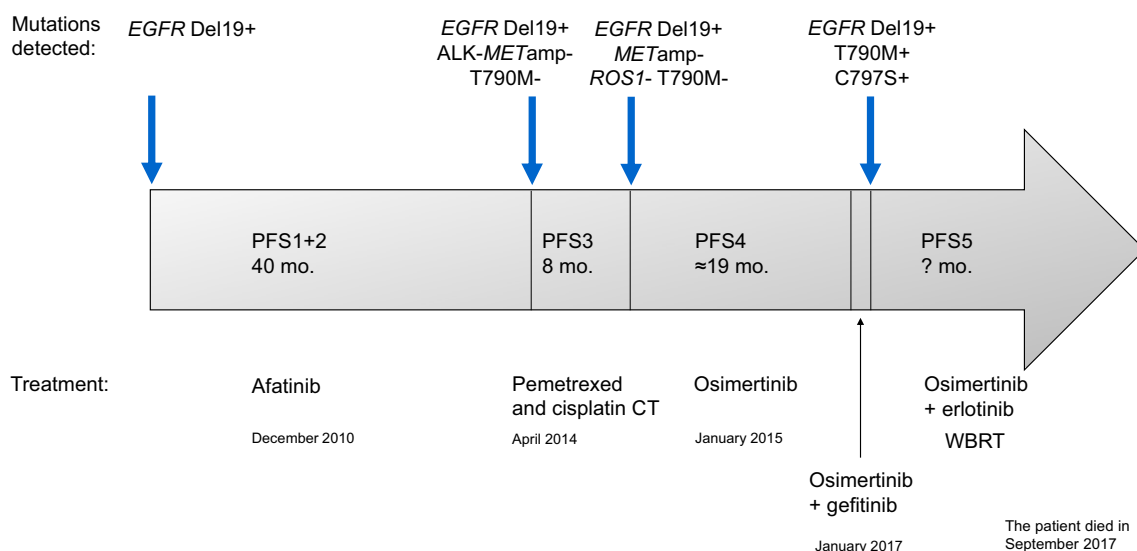 Mutations
detected:
EGFR Del19+
EGFR Del19+
ALK-METamp-
T790M-
EGFR Del19+
METamp-
ROS1- T790M-
EGFR Del19+
T790M+
C797S+
PFS1+2
40 mo.
PFS3
8 mo.
PFS4
≈19 mo.
PFS5
? mo.
Treatment:
Afatinib
December 2010
Pemetrexed
and cisplatin CT
April 2014
Osimertinib
January 2015
Osimertinib
+ gefitinib
January 2017
Osimertinib
+ erlotinib
WBRT
The patient died in
September 2017